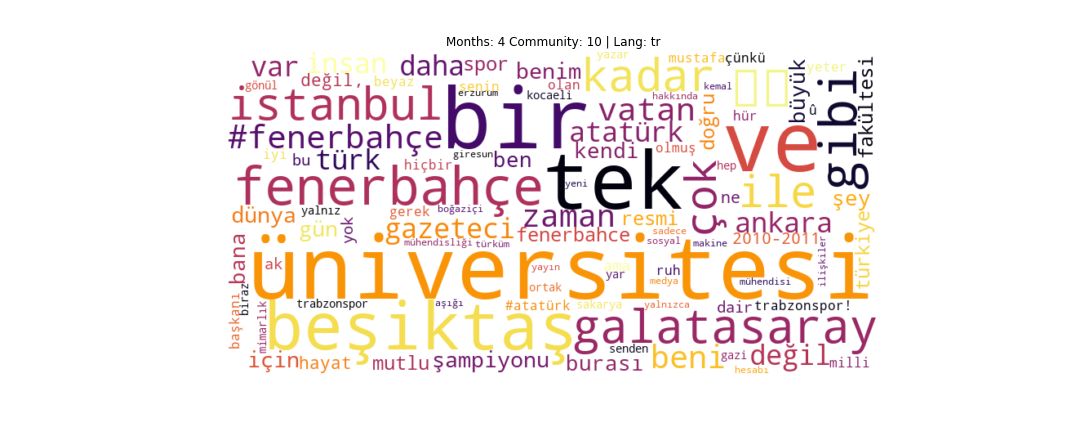 Months: 4 Community: 10 | Lang: tr
var insan daha spor benim kadar mustafa yazar çünkü yeter
gönül değil, beyaz senin olan kemal büyük
istanbul erzurum bir kocaeli vatan hakkında û gibi fakültesi
#fenerbahçe türk atatürk doğru hür ve
iyi bu hiçbir giresun ben kendi olmuş hep
fenerbahçe tek yeni çok ne ile şey
dünya yalnız gerek boğaziçi zaman resmi ankara
bana gün yok gazeteci fenerbahce sadece 2010-2011 türkiye
mühendisliği türküm sosyal makine ilişkiler
ak üniversitesi yayın ama yar ruh mühendisi
biraz ortak medya
başkanı mimarlık trabzonspor aşığı #atatürk sakarya yalnızca dair trabzonspor!
beşiktaş galatasaray
için hayat mutlu şampiyonu burası senden beni gazi değil milli
hesabı